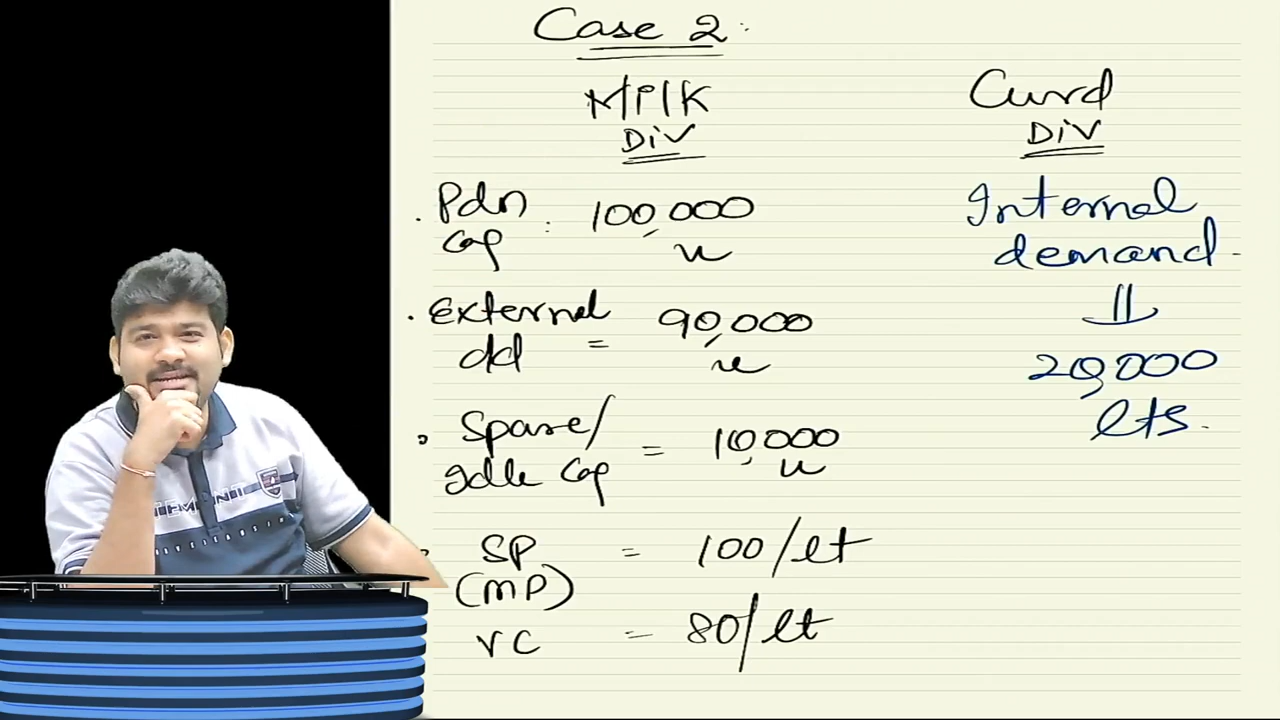 Case 2:
Milk
Div
Curd
Div
. Pdn
Cap : 100,000
u
. External
dd = 90,000
u
. Spare/
Idle Cap = 10,000
u
. SP
(MP) = 100/lt
VC = 80/lt
Internal
demand.
⇓
20,000
lts.